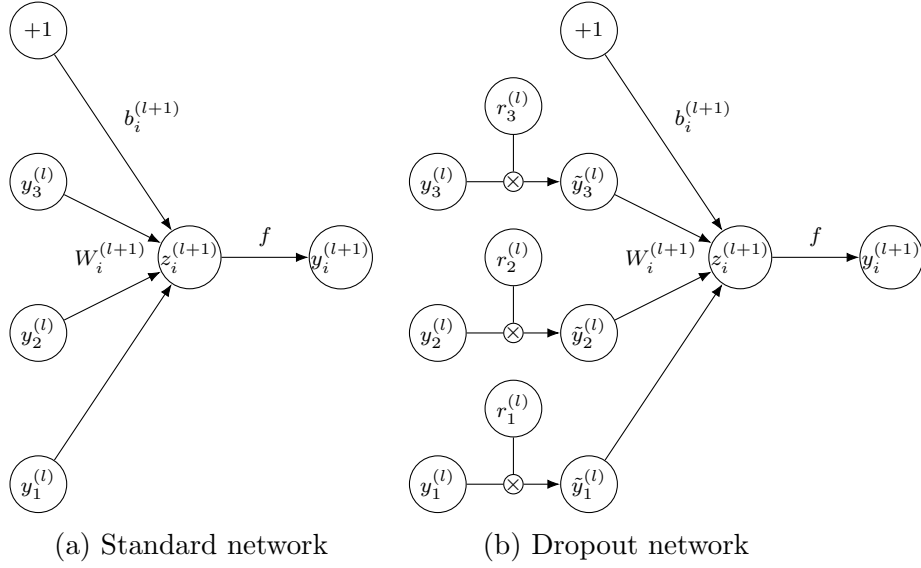 +1
b_i^{(l+1)}
y_3^{(l)}
W_i^{(l+1)}
z_i^{(l+1)}
f
y_i^{(l+1)}
y_2^{(l)}
y_1^{(l)}
(a) Standard network
+1
b_i^{(l+1)}
r_3^{(l)}
y_3^{(l)}
⊗
ỹ_3^{(l)}
r_2^{(l)}
W_i^{(l+1)}
z_i^{(l+1)}
f
y_i^{(l+1)}
y_2^{(l)}
⊗
ỹ_2^{(l)}
r_1^{(l)}
y_1^{(l)}
⊗
ỹ_1^{(l)}
(b) Dropout network